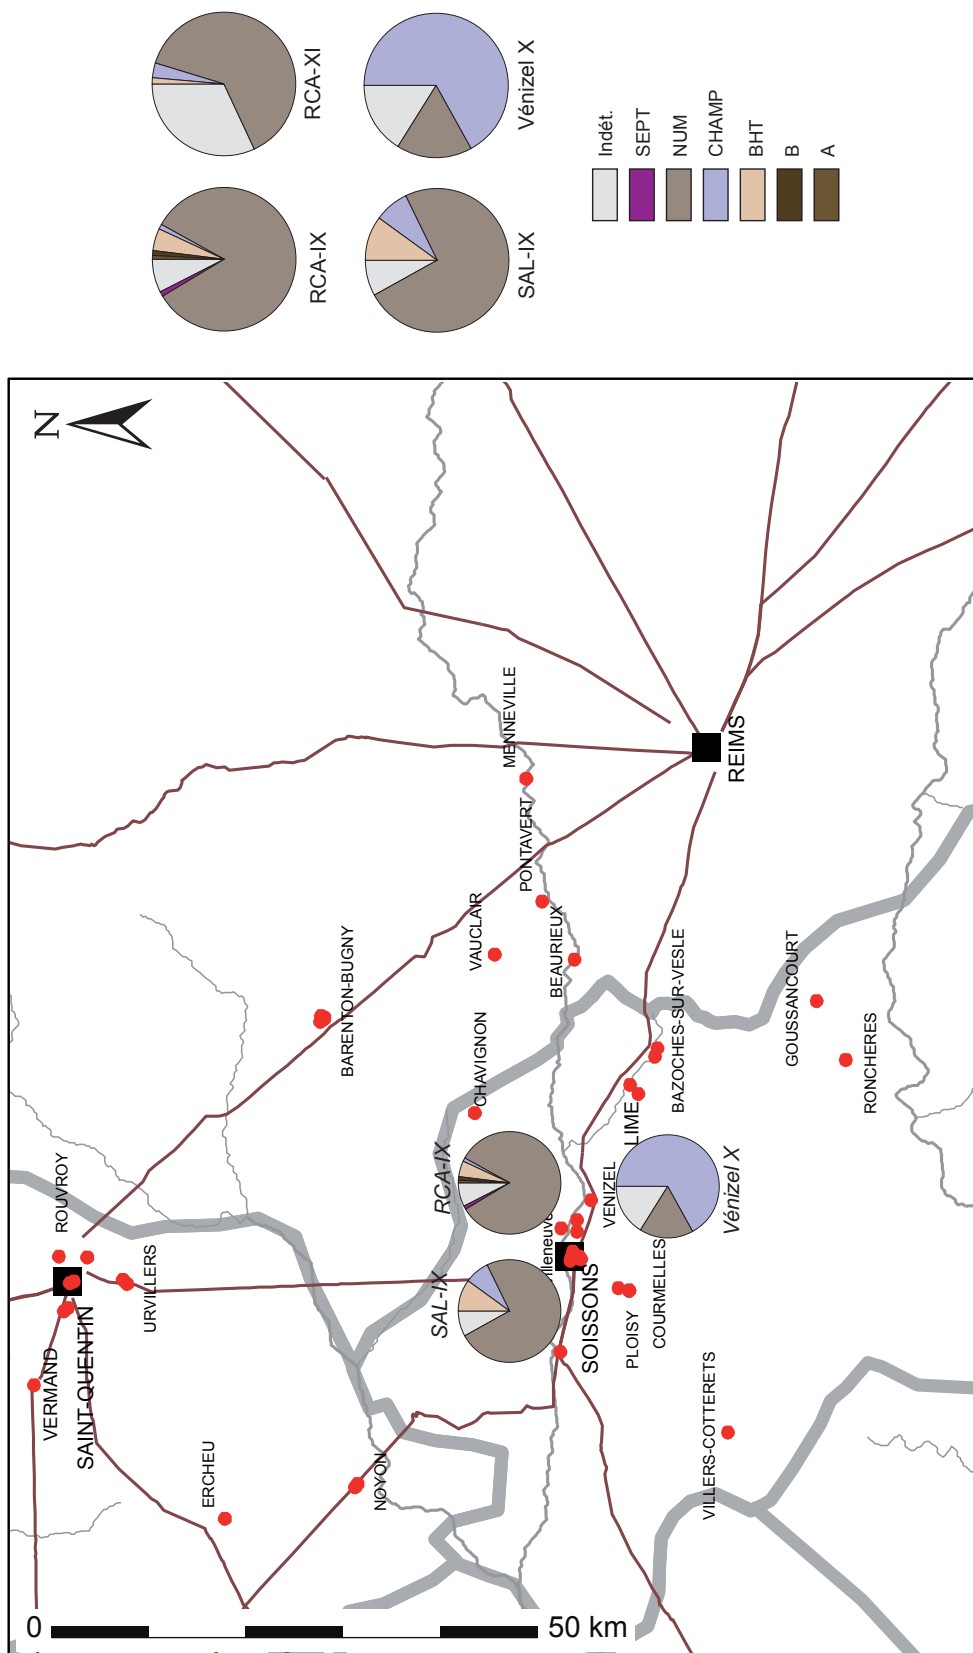 N
ROUVROY
VERMAND
SAINT-QUENTIN
URVILLERS
ERCHEU
BARENTON-BUGNY
NOYON
CHAVIGNON
VAUCLAIR
MENNEVILLE
PONTAVERT
BEAURIEUX
RCA-IX
SAL-IX
illeneuve
VENIZEL
SOISSONS
LIME
BAZOCHES-SUR-VESLE
PLOISY
COURMELLES
Vénizel X
REIMS
VILLERS-COTTERETS
GOUSSANCOURT
RONCHERES
0
50 km
RCA-IX
RCA-XI
SAL-IX
Vénizel X
Indét.
SEPT
NUM
CHAMP
BHT
B
A